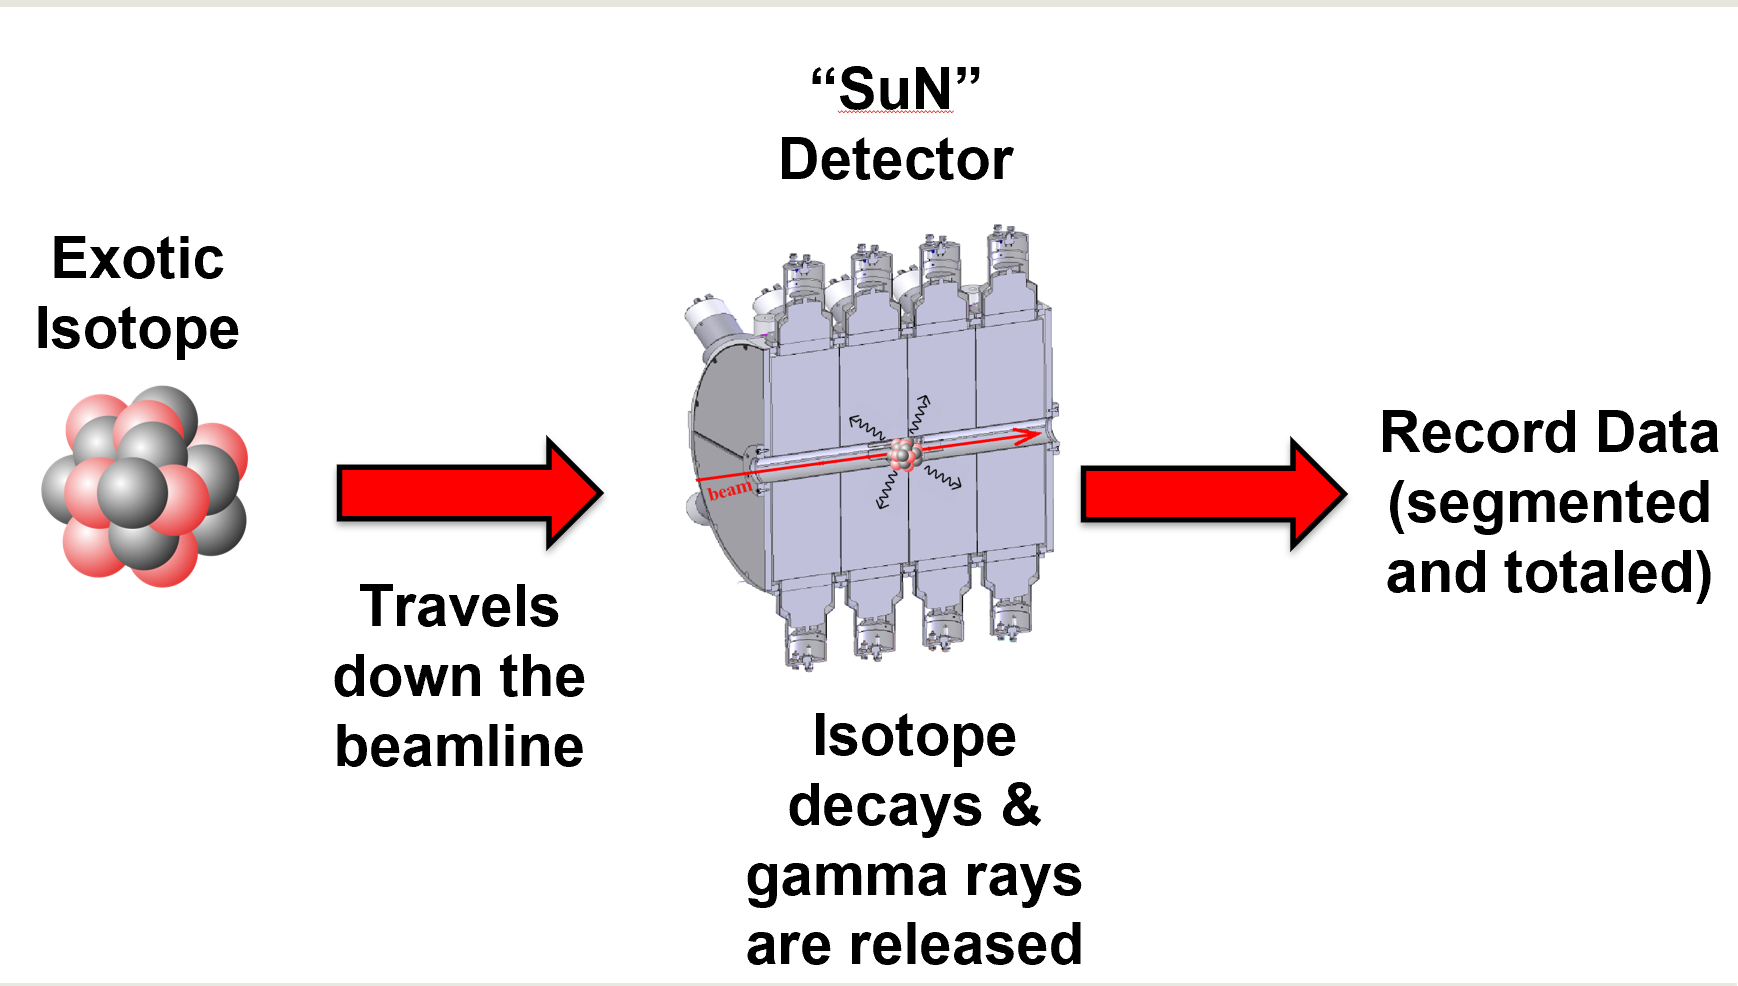 “SuN”
Detector
Exotic
Isotope
Travels
down the
beamline
beam
Isotope
decays &
gamma rays
are released
Record Data
(segmented
and totaled)